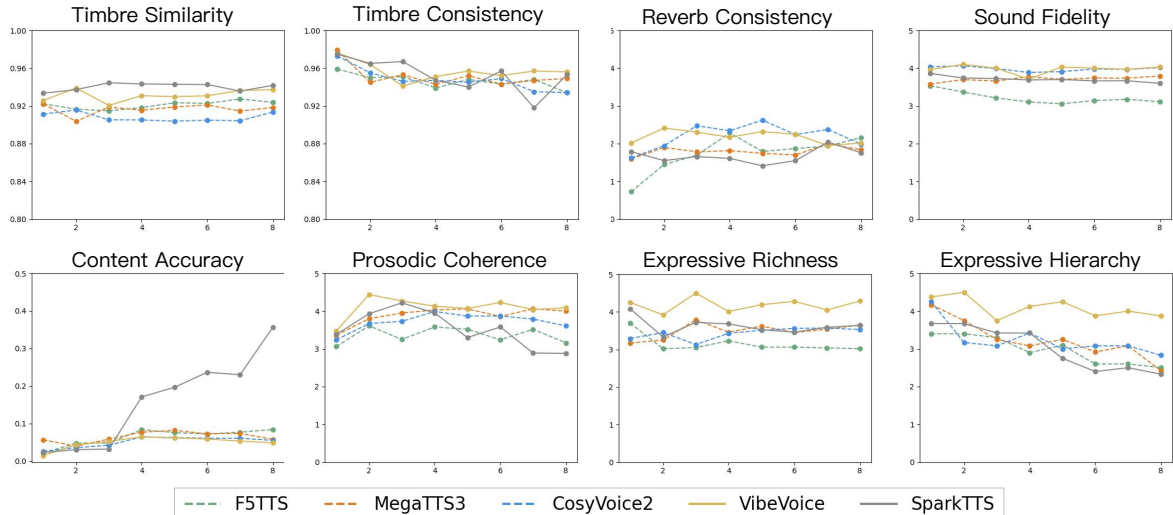 Timbre Similarity Timbre Consistency Reverb Consistency Sound Fidelity
1.00 1.00 5 5
0.96 0.96 4 4
0.92 0.92 3 3
0.88 0.88 2 2
0.84 0.84 1 1
0.80 0.80 0 0
2 4 6 8 2 4 6 8 2 4 6 8 2 4 6 8
Content Accuracy Prosodic Coherence Expressive Richness Expressive Hierarchy
0.5 5 5 5
0.4 4 4 4
0.3 3 3 3
0.2 2 2 2
0.1 1 1 1
0.0 0 0 0
2 4 6 8 2 4 6 8 2 4 6 8 2 4 6 8
F5TTS MegaTTS3 CosyVoice2 VibeVoice SparkTTS